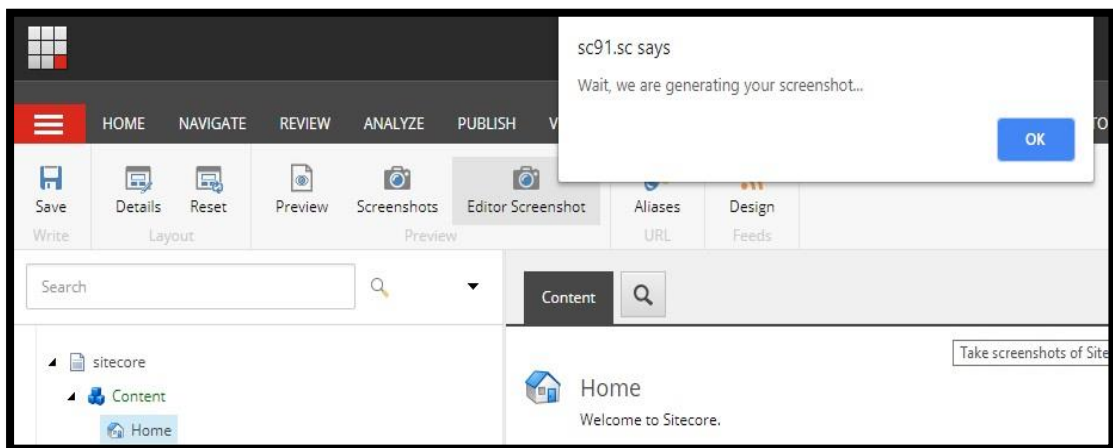 sc91.sc says
Wait, we are generating your screenshot...
OK
HOME NAVIGATE REVIEW ANALYZE PUBLISH V TO
Save Details Reset Preview Screenshots Editor Screenshot Aliases Design
Write Layout Preview URL Feeds
Search
Content
sitecore
Content
Home
Take screenshots of Site
Home
Welcome to Sitecore.